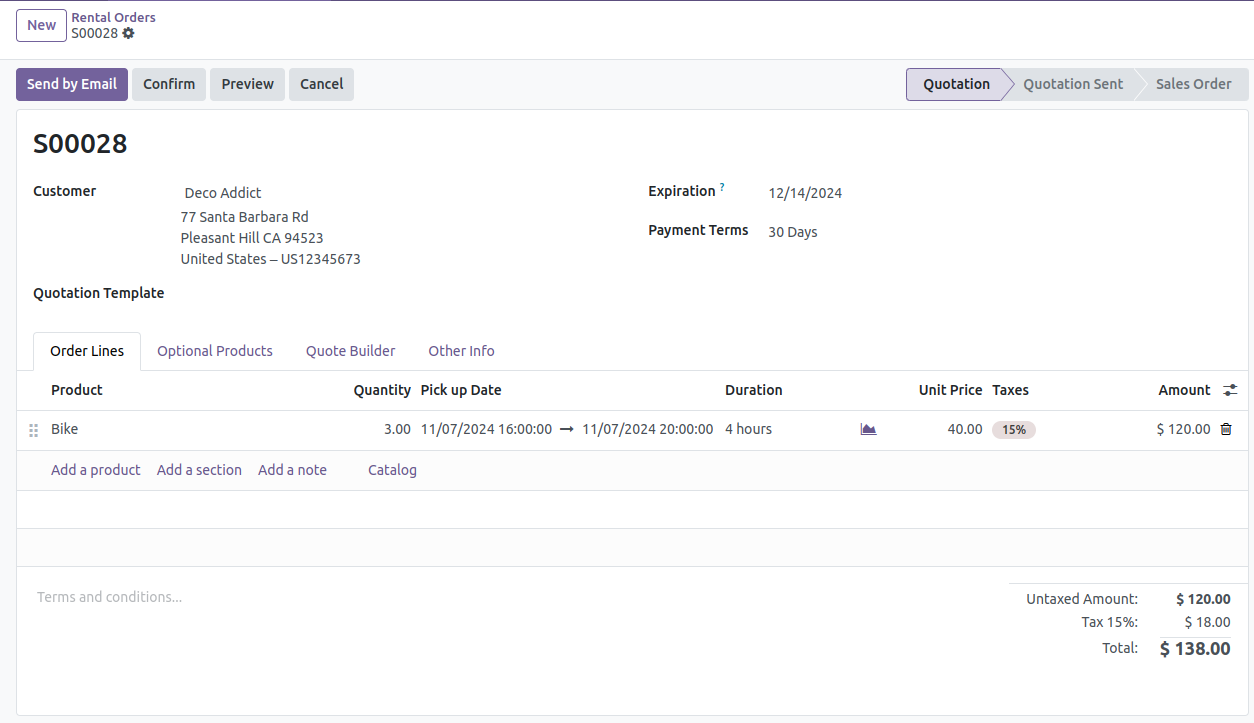 New
Rental Orders
S00028
Send by Email Confirm Preview Cancel Quotation Quotation Sent Sales Order
S00028
Customer Deco Addict Expiration ? 12/14/2024
77 Santa Barbara Rd
Pleasant Hill CA 94523 Payment Terms 30 Days
United States – US12345673
Quotation Template
Order Lines Optional Products Quote Builder Other Info
Product Quantity Pick up Date Duration Unit Price Taxes Amount
Bike 3.00 11/07/2024 16:00:00 → 11/07/2024 20:00:00 4 hours 40.00 15% $ 120.00
Add a product Add a section Add a note Catalog
Terms and conditions...
Untaxed Amount: $ 120.00
Tax 15%: $ 18.00
Total: $ 138.00